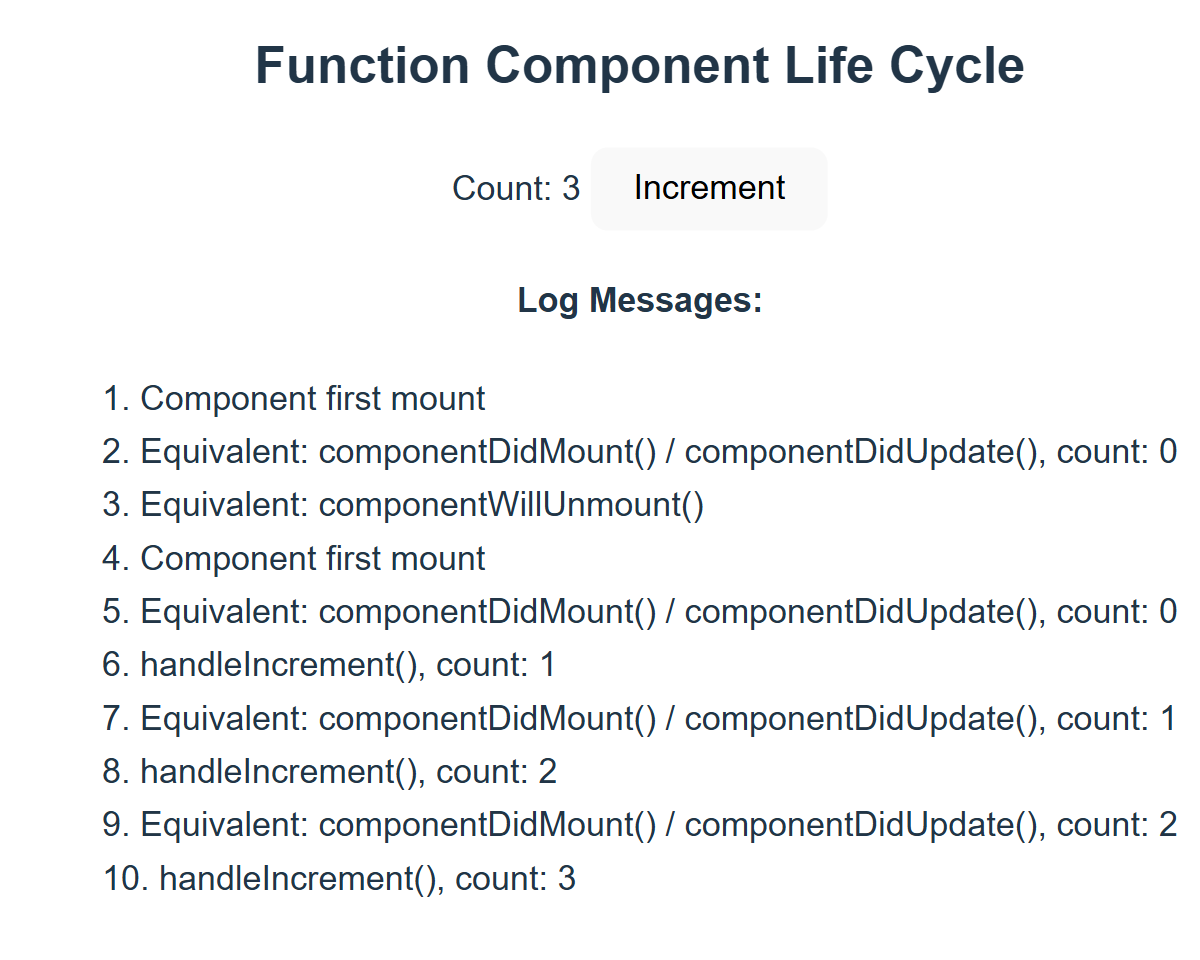 Function Component Life Cycle
Count: 3 Increment
Log Messages:
1. Component first mount
2. Equivalent: componentDidMount() / componentDidUpdate(), count: 0
3. Equivalent: componentWillUnmount()
4. Component first mount
5. Equivalent: componentDidMount() / componentDidUpdate(), count: 0
6. handleIncrement(), count: 1
7. Equivalent: componentDidMount() / componentDidUpdate(), count: 1
8. handleIncrement(), count: 2
9. Equivalent: componentDidMount() / componentDidUpdate(), count: 2
10. handleIncrement(), count: 3